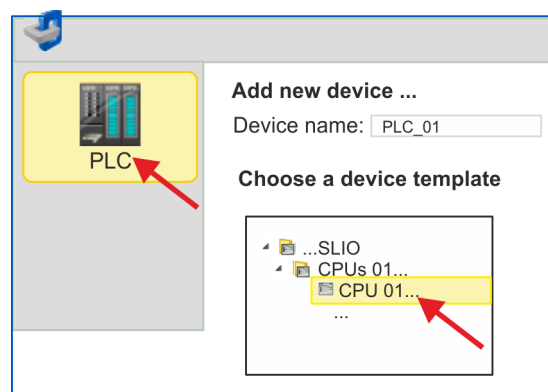 PLC
Add new device ...
Device name: PLC_01
Choose a device template
...SLIO
CPUs 01...
CPU 01...
...